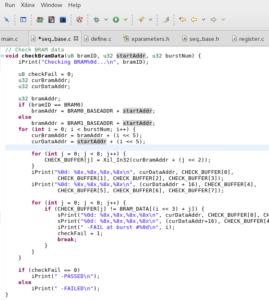 Run Xilinx Window Help
main.c *seq_base.c define.c xparameters.h seq_base.h register.c
// Check BRAM data
void checkBramData(u8 bramID, u32 startAddr, u32 burstNum) {
iPrint("Checking BRAM%0d...\n", bramID);
u8 checkFail = 0;
u32 curBramAddr;
u32 curDataAddr;
u32 bramAddr;
if (bramID == BRAM0)
bramAddr = BRAM0_BASEADDR + startAddr;
else
bramAddr = BRAM1_BASEADDR + startAddr;
for (int i = 0; i < burstNum; i++) {
curBramAddr = bramAddr + (i << 5);
curDataAddr = startAddr + (i << 5);
for (int j = 0; j < 8; j++) {
CHECK_BUFFER[j] = Xil_In32(curBramAddr + (j << 2));
}
iPrint("%0d: %8x,%8x,%8x,%8x\n", curDataAddr, CHECK_BUFFER[0],
CHECK_BUFFER[1], CHECK_BUFFER[2], CHECK_BUFFER[3]);
iPrint("%0d: %8x,%8x,%8x,%8x\n", (curDataAddr + 16), CHECK_BUFFER[4],
CHECK_BUFFER[5], CHECK_BUFFER[6], CHECK_BUFFER[7]);
for (int j = 0; j < 8; j++) {
if (CHECK_BUFFER[j] != BRAM_DATA[(i << 3) + j]) {
sPrint("%0d: %8x,%8x,%8x,%8x\n", curDataAddr, CHECK_BUFFER[0],
sPrint("%0d: %8x,%8x,%8x,%8x\n", (curDataAddr+16), CHECK_BUFFER[4]
iPrint(" -FAIL at burst #%0d\n", i);
checkFail = 1;
break;
}
}
}
if (checkFail == 0)
iPrint(" -PASSED\n");
else
iPrint(" -FAILED\n");
}